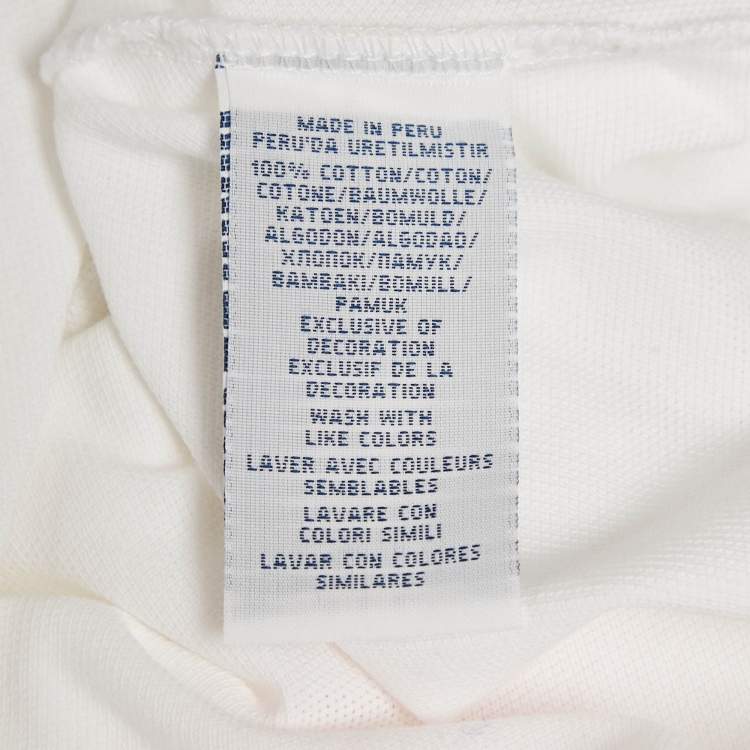 MADE IN PERU
PERU'DA URETILMISTIR
100% COTTON/COTON/
COTONE/BAUMWOLLE/
KATOEN/BOMULD/
ALGODON/ALGODAO/
ХЛОПОК/ПАМУК/
BAMBAKI/BOMULL/
PAMUK
EXCLUSIVE OF
DECORATION
EXCLUSIF DE LA
DECORATION
WASH WITH
LIKE COLORS
LAVER AVEC COULEURS
SEMBLABLES
LAVARE CON
COLORI SIMILI
LAVAR CON COLORES
SIMILARES